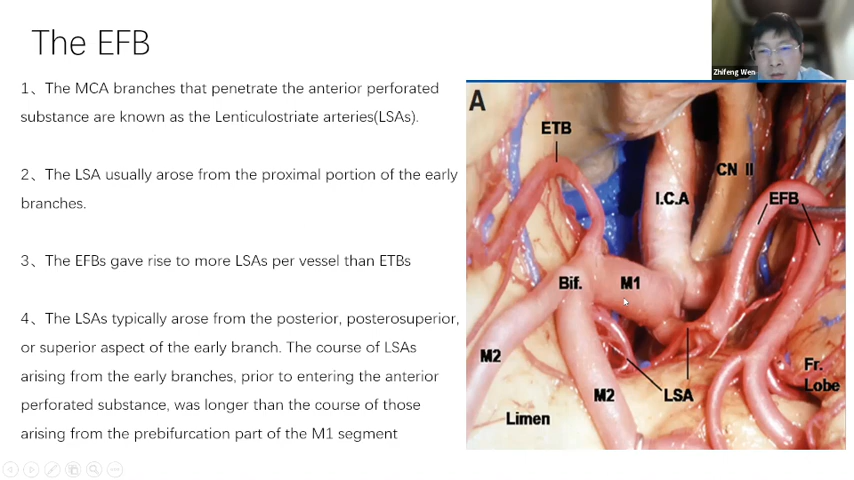 The EFB
Zhifeng Wen
1、The MCA branches that penetrate the anterior perforated
substance are known as the Lenticulostriate arteries(LSAs).
2、The LSA usually arose from the proximal portion of the early
branches.
3、The EFBs gave rise to more LSAs per vessel than ETBs
4、The LSAs typically arose from the posterior, posterosuperior,
or superior aspect of the early branch. The course of LSAs
arising from the early branches, prior to entering the anterior
perforated substance, was longer than the course of those
arising from the prebifurcation part of the M1 segment
A
ETB
CN II
I.C.A
EFB
Bif.
M1
M2
M2
LSA
Fr.
Lobe
Limen